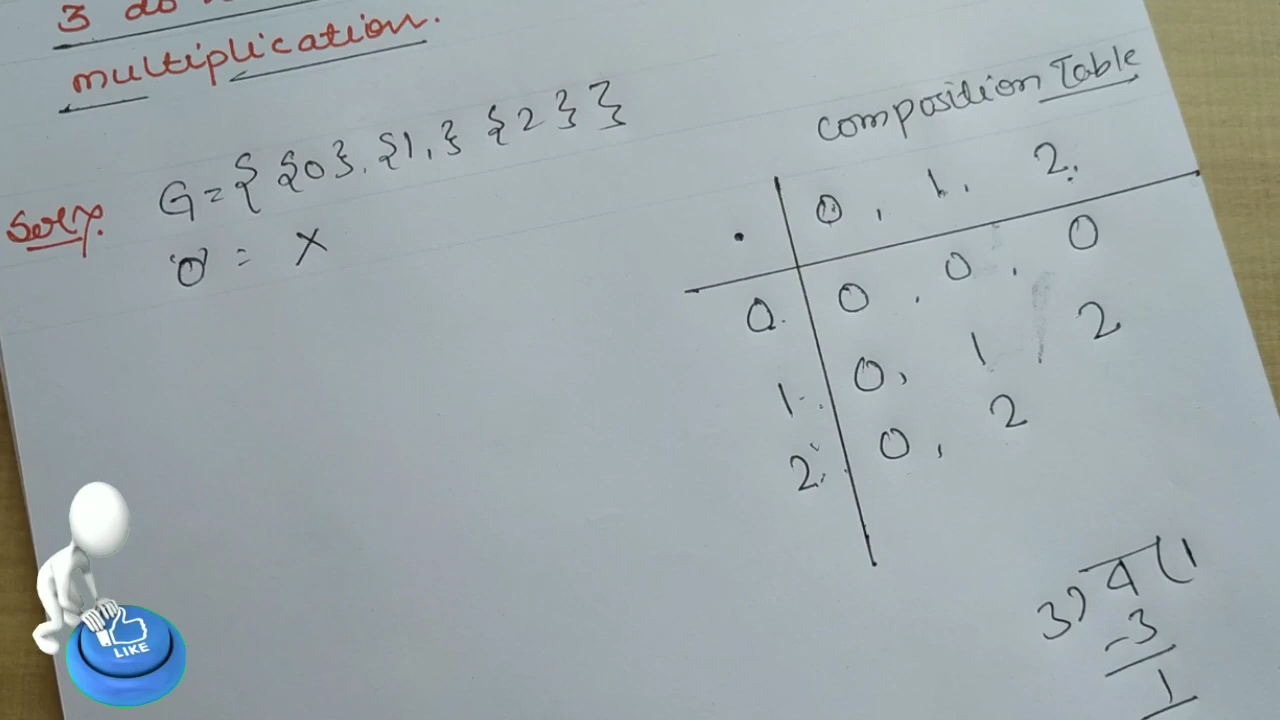 3 do
multiplication.
Soln.
G = { {0}, {1,} {2} }
'o' = ×
Composition Table
. 0, 1, 2.
0. 0, 0, 0
1. 0, 1, 2
2. 0, 2
3) 4 (1
-3
1
LIKE